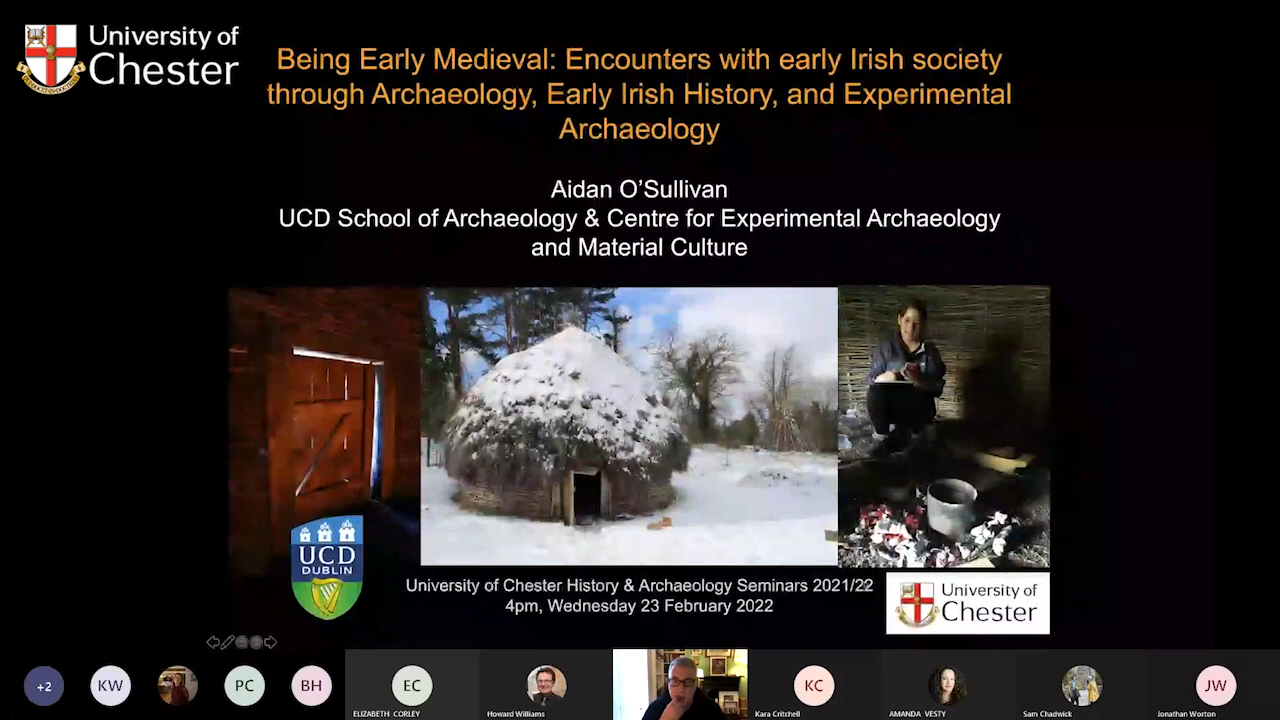 University of
Chester
Being Early Medieval: Encounters with early Irish society
through Archaeology, Early Irish History, and Experimental
Archaeology
Aidan O’Sullivan
UCD School of Archaeology & Centre for Experimental Archaeology
and Material Culture
UCD
DUBLIN
University of Chester History & Archaeology Seminars 2021/22
4pm, Wednesday 23 February 2022
University of
Chester
+2
KW
PC
BH
EC
KC
JW
ELIZABETH CORLEY
Howard Williams
Kara Critchell
AMANDA VESTY
Sam Chadwick
Jonathan Worton